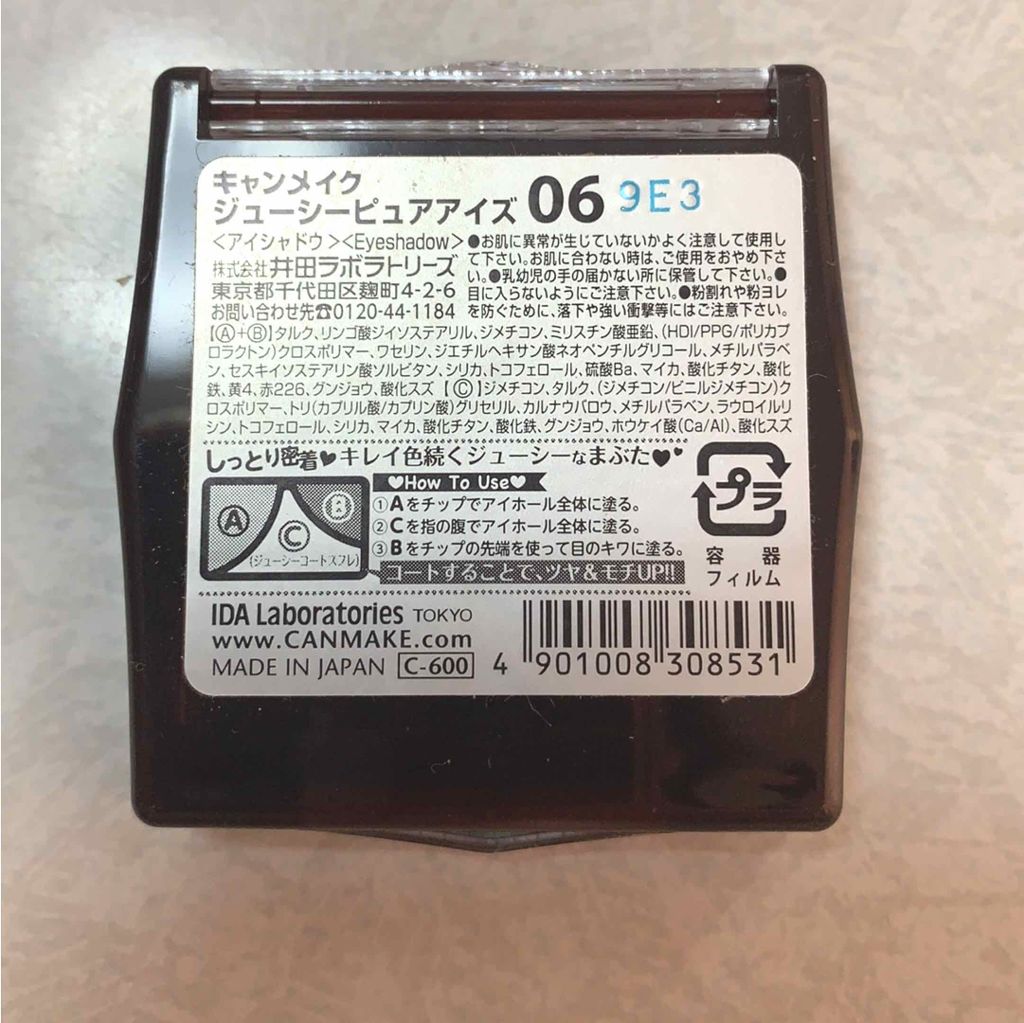 キャンメイク
ジューシーピュアアイズ 06 9E3
<アイシャドウ><Eyeshadow>
株式会社 井田ラボラトリーズ
東京都千代田区麹町4-2-6
お問い合わせ先☎0120-44-1184
●お肌に異常が生じていないかよく注意して使用し
て下さい。お肌に合わない時は、ご使用をおやめ下さ
い。●乳幼児の手の届かない所に保管して下さい。●
目に入らないようにご注意下さい。●粉割れや粉ヨレ
を防ぐために、落下や強い衝撃等にはご注意下さい。
【Ⓐ+Ⓑ】タルク、リンゴ酸ジイソステアリル、ジメチコン、ミリスチン酸亜鉛、(HDI/PPG/ポリカプ
ロラクトン)クロスポリマー、ワセリン、ジエチルヘキサン酸ネオペンチルグリコール、メチルパラベ
ン、セスキイソステアリン酸ソルビタン、シリカ、トコフェロール、硫酸Ba、マイカ、酸化チタン、酸化
鉄、黄4、赤226、グンジョウ、酸化スズ【Ⓒ】ジメチコン、タルク、(ジメチコン/ビニルジメチコン)ク
ロスポリマー、トリ(カプリル酸/カプリン酸)グリセリル、カルナウバロウ、メチルパラベン、ラウロイルリ
シン、トコフェロール、シリカ、マイカ、酸化チタン、酸化鉄、グンジョウ、ホウケイ酸(Ca/Al)、酸化スズ
しっとり密着♥キレイ色続くジューシーなまぶた♥♥
Ⓐ
Ⓑ
Ⓒ
(ジューシーコートスフレ)
♥How To Use♥
①Aをチップでアイホール全体に塗る。
②Cを指の腹でアイホール全体に塗る。
③Bをチップの先端を使って目のキワに塗る。
コートすることで、ツヤ&モチUP!!
プラ
容器
フィルム
IDA Laboratories TOKYO
www.CANMAKE.com
MADE IN JAPAN C-600
4 901008 308531